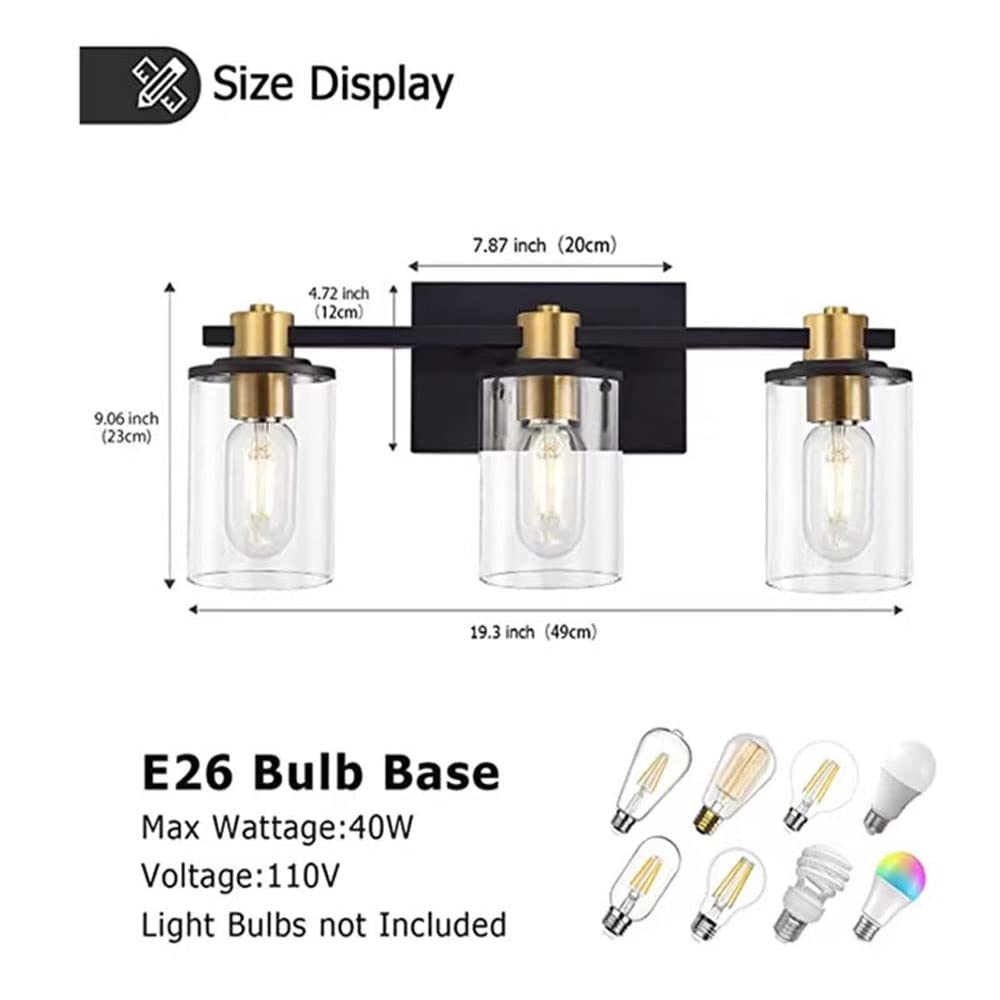 Size Display
7.87 inch (20cm)
4.72 inch
(12cm)
9.06 inch
(23cm)
19.3 inch (49cm)
E26 Bulb Base
Max Wattage:40W
Voltage:110V
Light Bulbs not Included